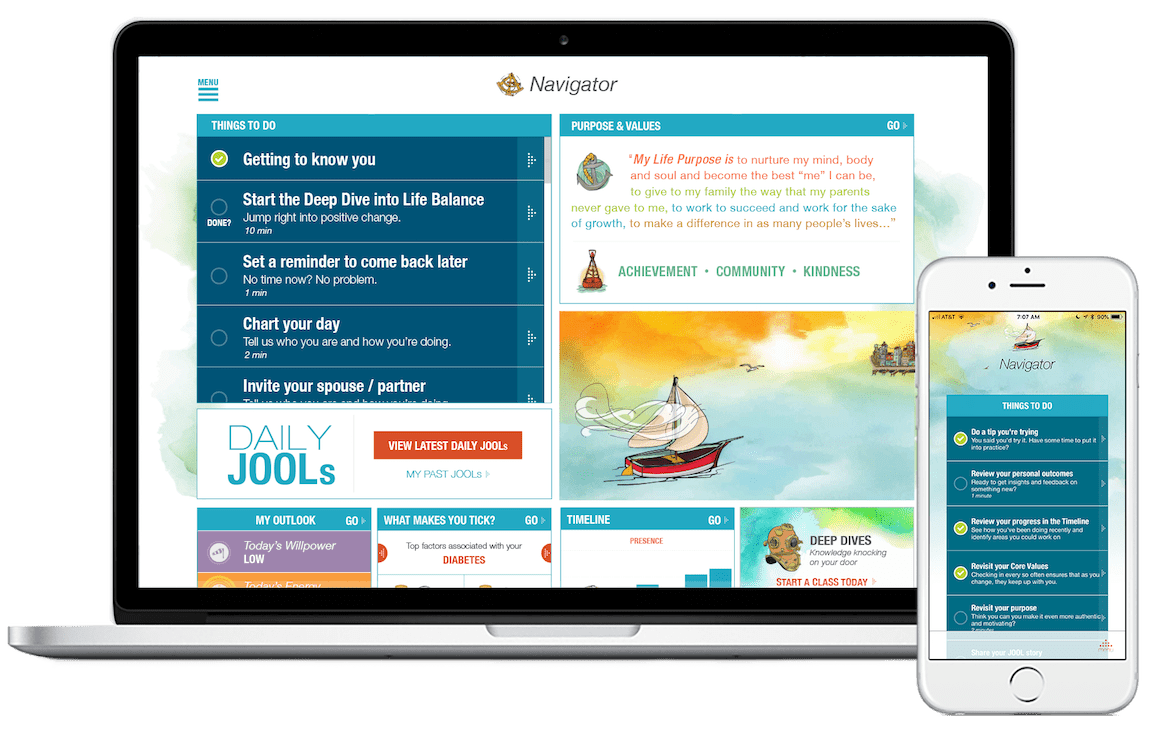 MENU
Navigator
THINGS TO DO
Getting to know you
Start the Deep Dive into Life Balance
Jump right into positive change.
10 min
DONE?
Set a reminder to come back later
No time now? No problem.
1 min
Chart your day
Tell us who you are and how you're doing.
2 min
Invite your spouse / partner
Tell us who you are and how you're doing.
PURPOSE & VALUES
GO
"My Life Purpose is to nurture my mind, body
and soul and become the best "me" I can be,
to give to my family the way that my parents
never gave to me, to work to succeed and work for the sake
of growth, to make a difference in as many people's lives…"
ACHIEVEMENT • COMMUNITY • KINDNESS
DAILY
JOOLs
VIEW LATEST DAILY JOOLs
MY PAST JOOLs
MY OUTLOOK GO
Today's Willpower
LOW
Today's Energy
WHAT MAKES YOU TICK? GO
Top factors associated with your
DIABETES
TIMELINE GO
PRESENCE
DEEP DIVES
Knowledge knocking
on your door
START A CLASS TODAY
AT&T 7:07 AM 90%
Navigator
THINGS TO DO
Do a tip you're trying
You said you'd try it. Have some time to put it
into practice?
Review your personal outcomes
Ready to get insights and feedback on
something new?
1 minute
Review your progress in the Timeline
See how you've been doing recently and
identify areas you could work on
Revisit your Core Values
Checking in every so often ensures that as you
change, they keep up with you.
Revisit your purpose
Think you can you make it even more authentic
and motivating?
2 minutes
Share your JOOL story
MENU